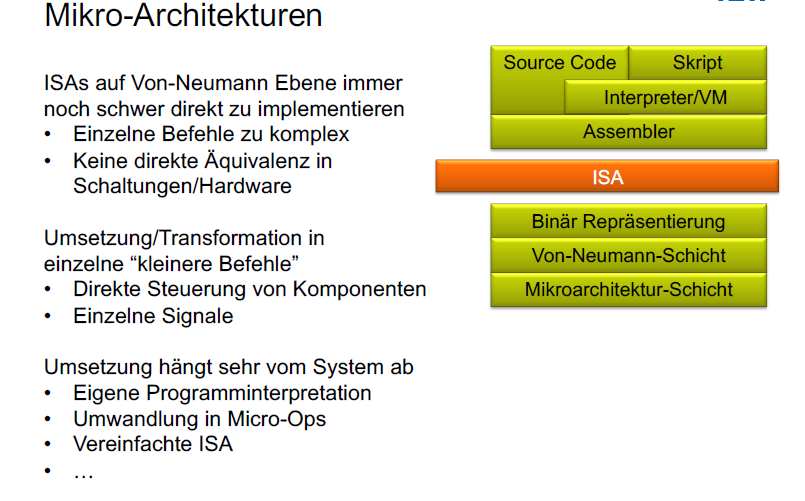 Mikro-Architekturen
ISAs auf Von-Neumann Ebene immer
noch schwer direkt zu implementieren
• Einzelne Befehle zu komplex
• Keine direkte Äquivalenz in
Schaltungen/Hardware
Umsetzung/Transformation in
einzelne “kleinere Befehle”
• Direkte Steuerung von Komponenten
• Einzelne Signale
Umsetzung hängt sehr vom System ab
• Eigene Programminterpretation
• Umwandlung in Micro-Ops
• Vereinfachte ISA
• …
Source Code Skript
Interpreter/VM
Assembler
ISA
Binär Repräsentierung
Von-Neumann-Schicht
Mikroarchitektur-Schicht